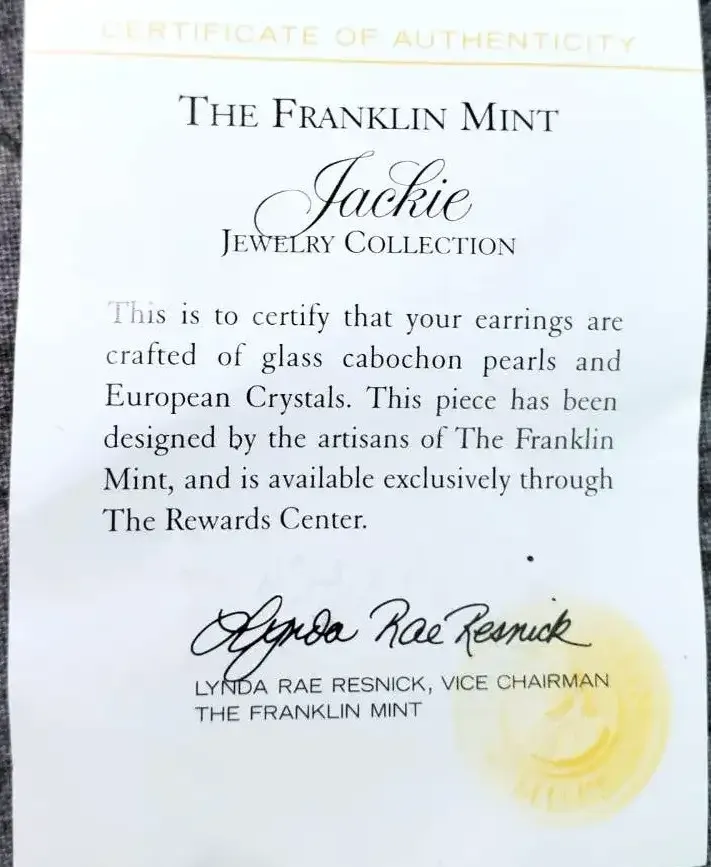 CERTIFICATE OF AUTHENTICITY
THE FRANKLIN MINT
Jackie
JEWELRY COLLECTION
This is to certify that your earrings are
crafted of glass cabochon pearls and
European Crystals. This piece has been
designed by the artisans of The Franklin
Mint, and is available exclusively through
The Rewards Center.
Lynda Rae Resnick
LYNDA RAE RESNICK, VICE CHAIRMAN
THE FRANKLIN MINT